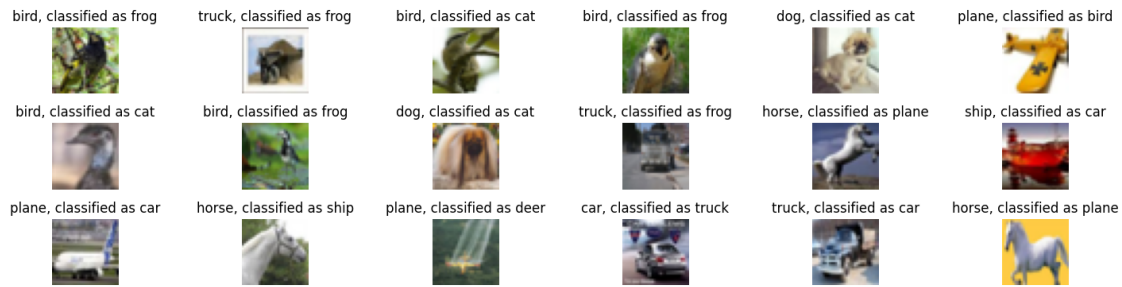 bird, classified as frog
truck, classified as frog
bird, classified as cat
bird, classified as frog
dog, classified as cat
plane, classified as bird
bird, classified as cat
bird, classified as frog
dog, classified as cat
truck, classified as frog
horse, classified as plane
ship, classified as car
plane, classified as car
horse, classified as ship
plane, classified as deer
car, classified as truck
truck, classified as car
horse, classified as plane